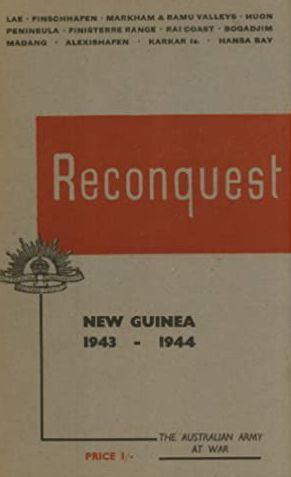 LAE · FINSCHHAFEN · MARKHAM & RAMU VALLEYS · HUON
PENINSULA · FINISTERRE RANGE · RAI COAST · BOGADJIM
MADANG · ALEXISHAFEN · KARKAR Is. · HANSA BAY
Reconquest
NEW GUINEA
1943 - 1944
THE AUSTRALIAN ARMY
AT WAR
PRICE 1/-